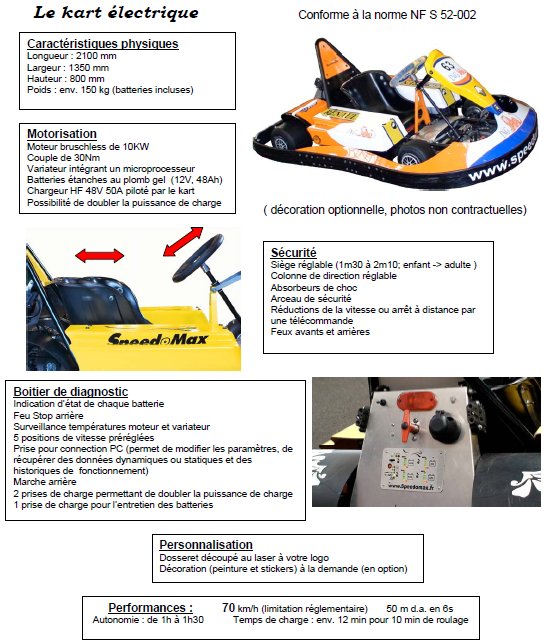 Le kart électrique
Conforme à la norme NF S 52-002
Caractéristiques physiques
Longueur : 2100 mm
Largeur : 1350 mm
Hauteur : 800 mm
Poids : env. 150 kg (batteries incluses)
Motorisation
Moteur bruschless de 10KW
Couple de 30Nm
Variateur intégrant un microprocesseur
Batteries étanches au plomb gel (12V, 48Ah)
Chargeur HF 48V 50A piloté par le kart
Possibilité de doubler la puissance de charge
63
www.speedo
( décoration optionnelle, photos non contractuelles)
SpeedoMax
Sécurité
Siège réglable (1m30 à 2m10; enfant -> adulte )
Colonne de direction réglable
Absorbeurs de choc
Arceau de sécurité
Réductions de la vitesse ou arrêt à distance par
une télécommande
Feux avants et arrières
Boitier de diagnostic
Indication d'état de chaque batterie
Feu Stop arrière
Surveillance températures moteur et variateur
5 positions de vitesse préréglées
Prise pour connection PC (permet de modifier les paramètres, de
récupérer des données dynamiques ou statiques et des
historiques de fonctionnement)
Marche arrière
2 prises de charge permettant de doubler la puissance de charge
1 prise de charge pour l'entretien des batteries
www.Speedomax.fr
Personnalisation
Dosseret découpé au laser à votre logo
Décoration (peinture et stickers) à la demande (en option)
Performances : 70 km/h (limitation réglementaire) 50 m d.a. en 6s
Autonomie : de 1h à 1h30 Temps de charge : env. 12 min pour 10 min de roulage